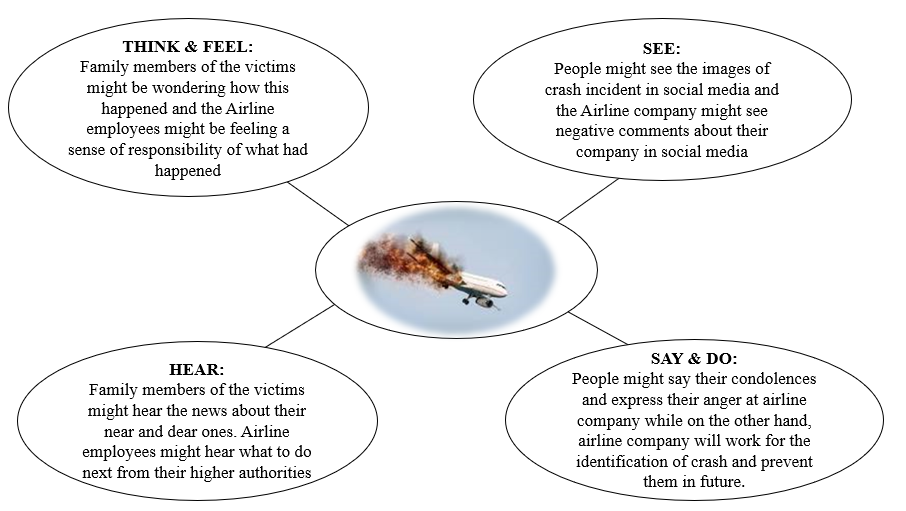 THINK & FEEL:
Family members of the victims
might be wondering how this
happened and the Airline
employees might be feeling a
sense of responsibility of what had
happened
SEE:
People might see the images of
crash incident in social media and
the Airline company might see
negative comments about their
company in social media
HEAR:
Family members of the victims
might hear the news about their
near and dear ones. Airline
employees might hear what to do
next from their higher authorities
SAY & DO:
People might say their condolences
and express their anger at airline
company while on the other hand,
airline company will work for the
identification of crash and prevent
them in future.